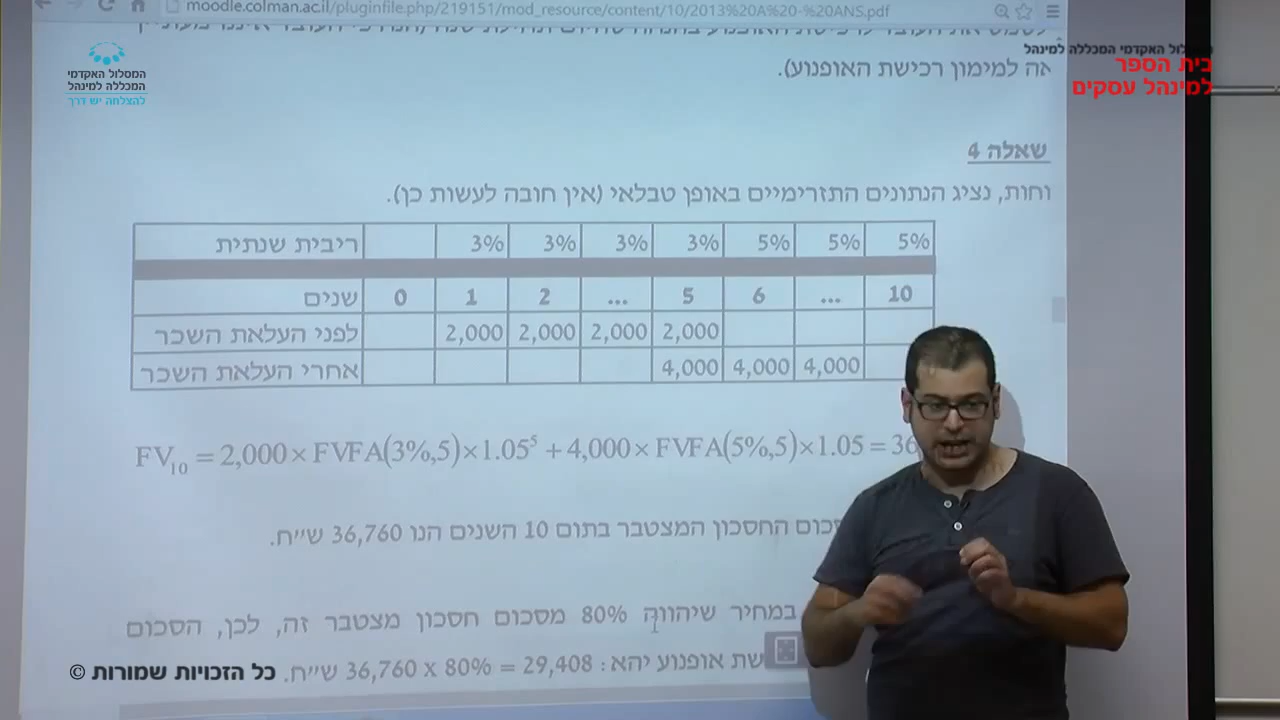 moodle.colman.ac.il/pluginfile.php/219151/mod_resource/content/10/2013%20A%20-%20ANS.pdf
המסלול האקדמי
המכללה למינהל
להצלחה יש דרך
המסלול האקדמי המכללה למינהל
בית הספר
למינהל עסקים
אה למימון רכישת האופנוע).
שאלה 4
וחות, נציג הנתונים התזרימיים באופן טבלאי (אין חובה לעשות כן).
ריבית שנתית 3% 3% 3% 3% 5% 5% 5%
שנים 0 1 2 ... 5 6 ... 10
לפני העלאת השכר 2,000 2,000 2,000 2,000
אחרי העלאת השכר 4,000 4,000 4,000
FV₁₀ = 2,000 × FVFA(3%,5) × 1.05⁵ + 4,000 × FVFA(5%,5) × 1.05 = 36
סכום החסכון המצטבר בתום 10 השנים הנו 36,760 ש״ח.
במחיר שיהווה 80% מסכום חסכון מצטבר זה, לכן, הסכום
שת אופנוע יהא: 36,760 x 80% = 29,408 ש״ח.
כל הזכויות שמורות ©